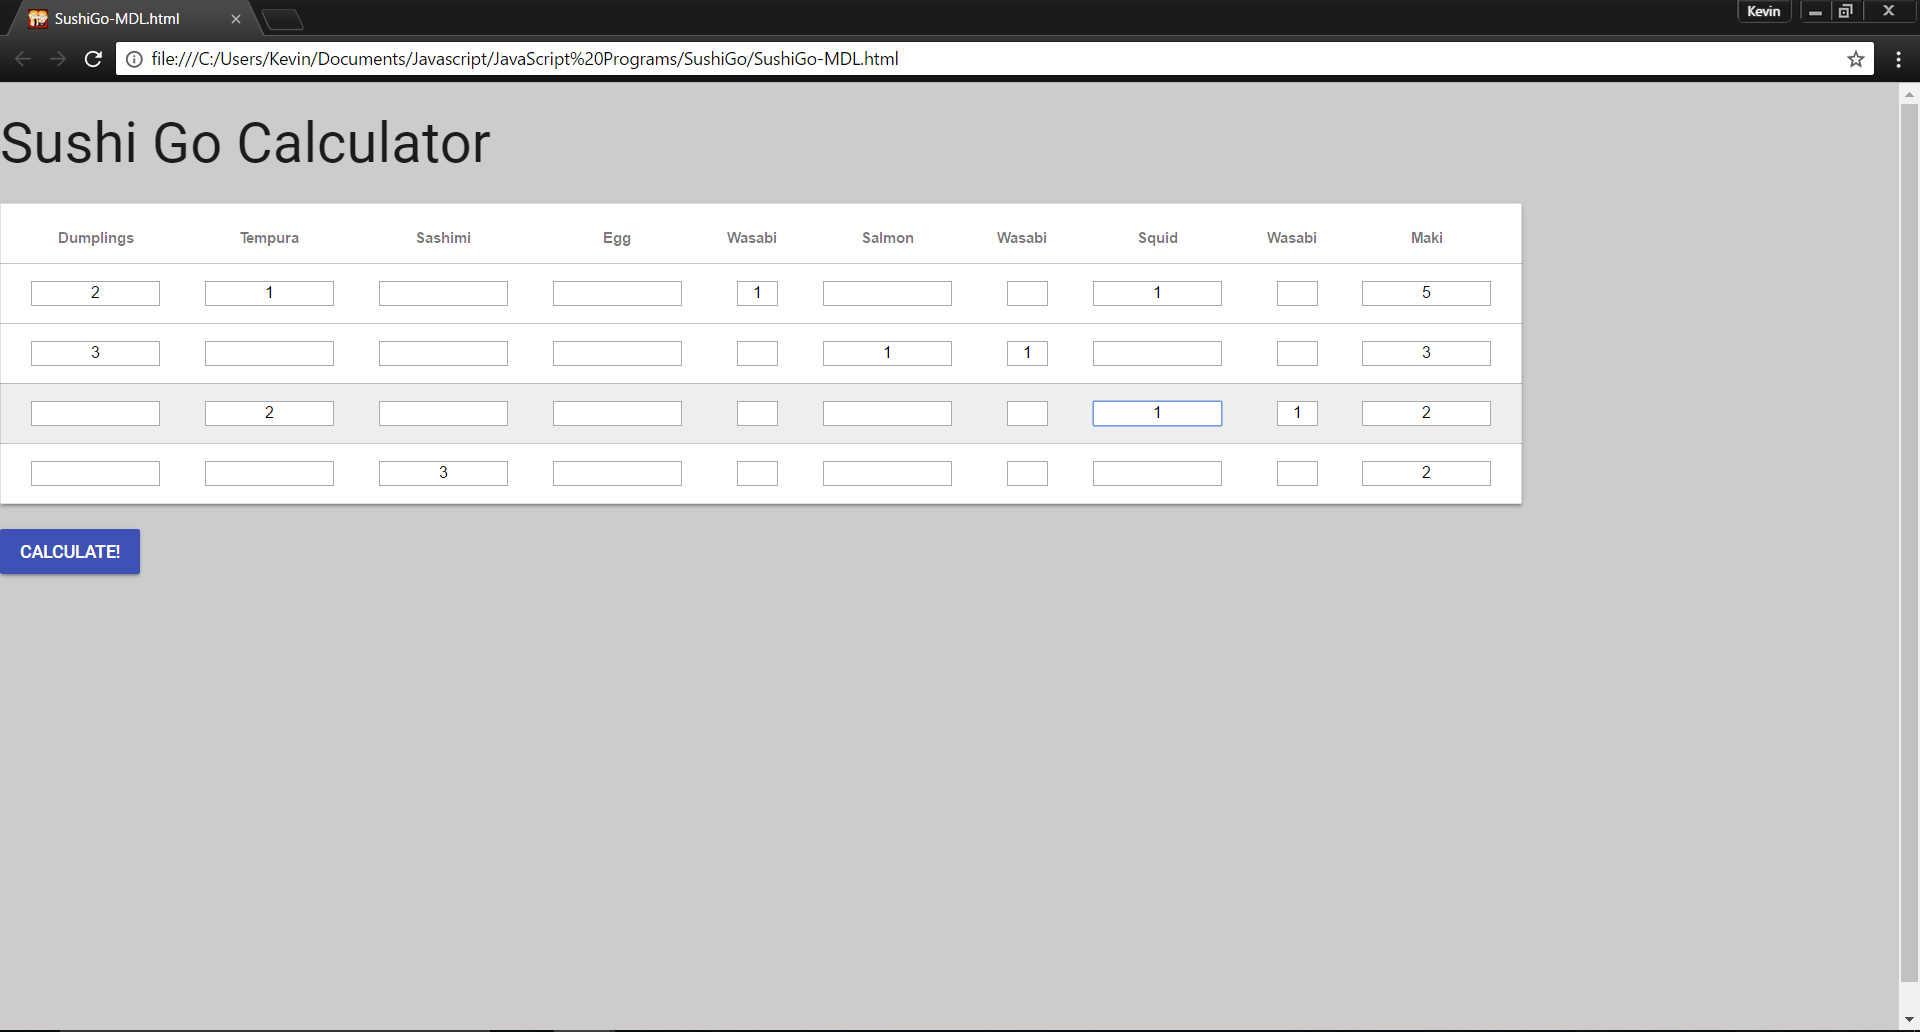 SushiGo-MDL.html
Kevin
file:///C:/Users/Kevin/Documents/Javascript/JavaScript%20Programs/SushiGo/SushiGo-MDL.html
Sushi Go Calculator
Dumplings Tempura Sashimi Egg Wasabi Salmon Wasabi Squid Wasabi Maki
2 1 1 1 5
3 1 1 3
2 1 1 2
3 2
CALCULATE!